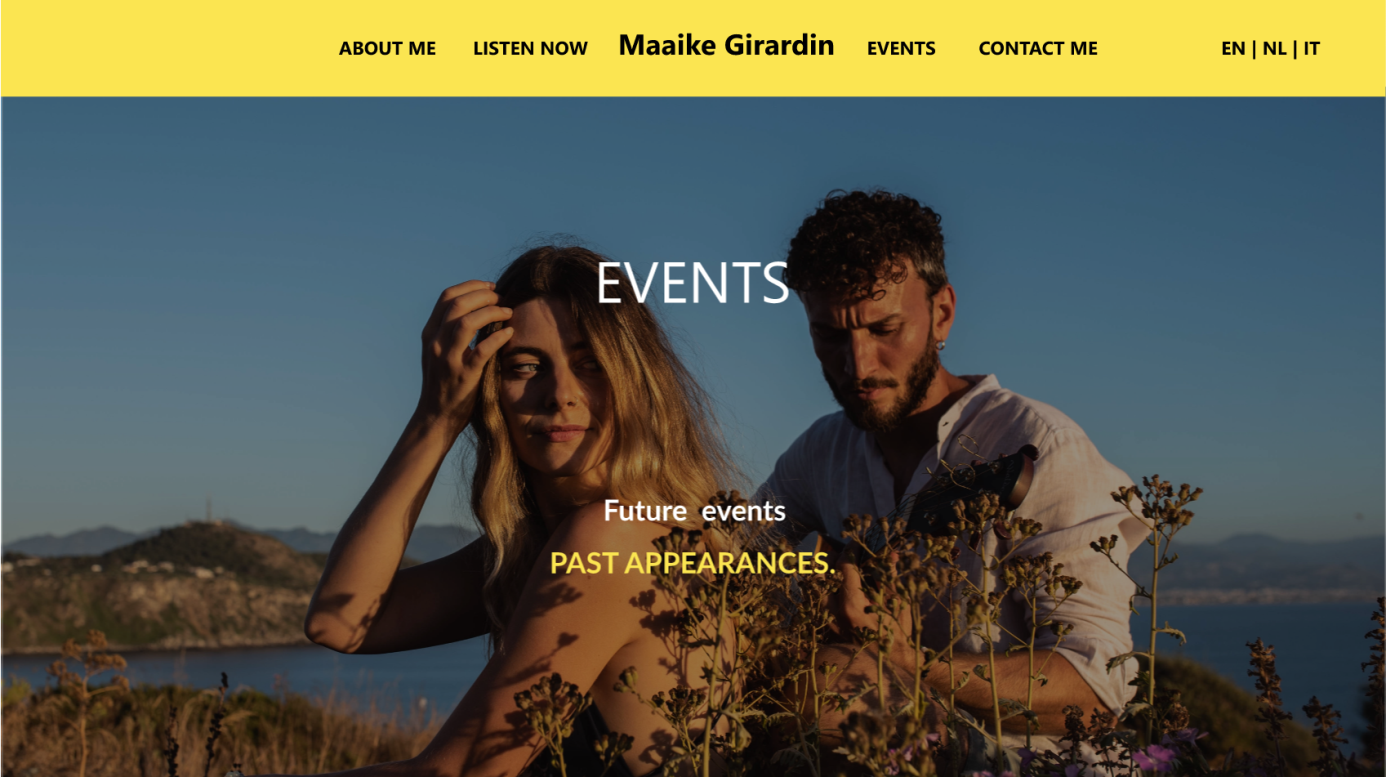 ABOUT ME LISTEN NOW Maaike Girardin EVENTS CONTACT ME EN | NL | IT
EVENTS
Future events
PAST APPEARANCES.